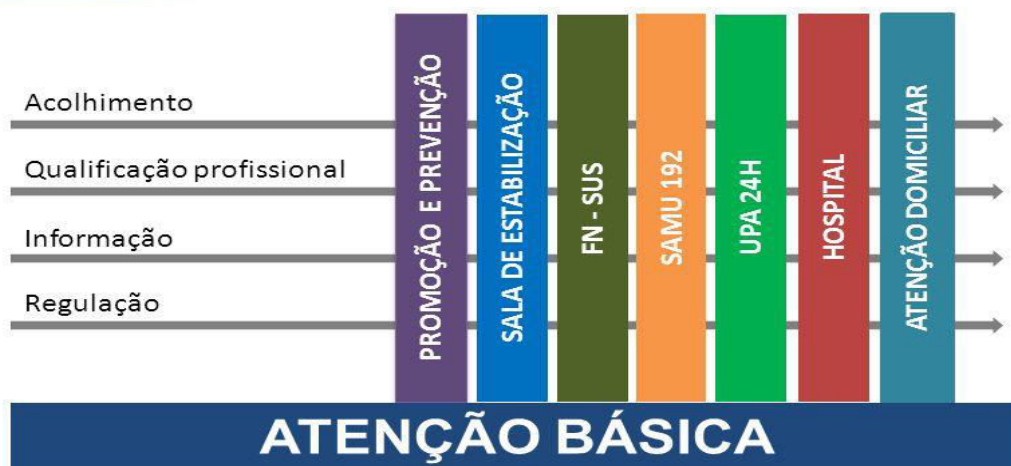 Acolhimento
Qualificação profissional
Informação
Regulação
PROMOÇÃO E PREVENÇÃO
SALA DE ESTABILIZAÇÃO
FN - SUS
SAMU 192
UPA 24H
HOSPITAL
ATENÇÃO DOMICILIAR
ATENÇÃO BÁSICA